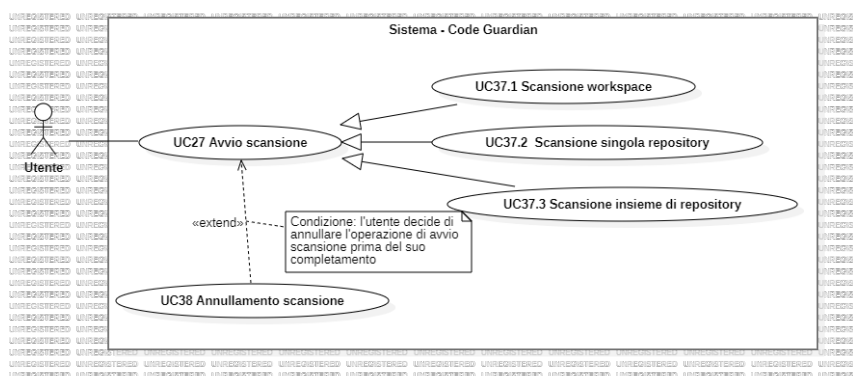 Sistema - Code Guardian
UC37.1 Scansione workspace
UC27 Avvio scansione
UC37.2 Scansione singola repository
Utente
UC37.3 Scansione insieme di repository
«extend»
Condizione: l'utente decide di
annullare l'operazione di avvio
scansione prima del suo
completamento
UC38 Annullamento scansione
UNREGISTERED